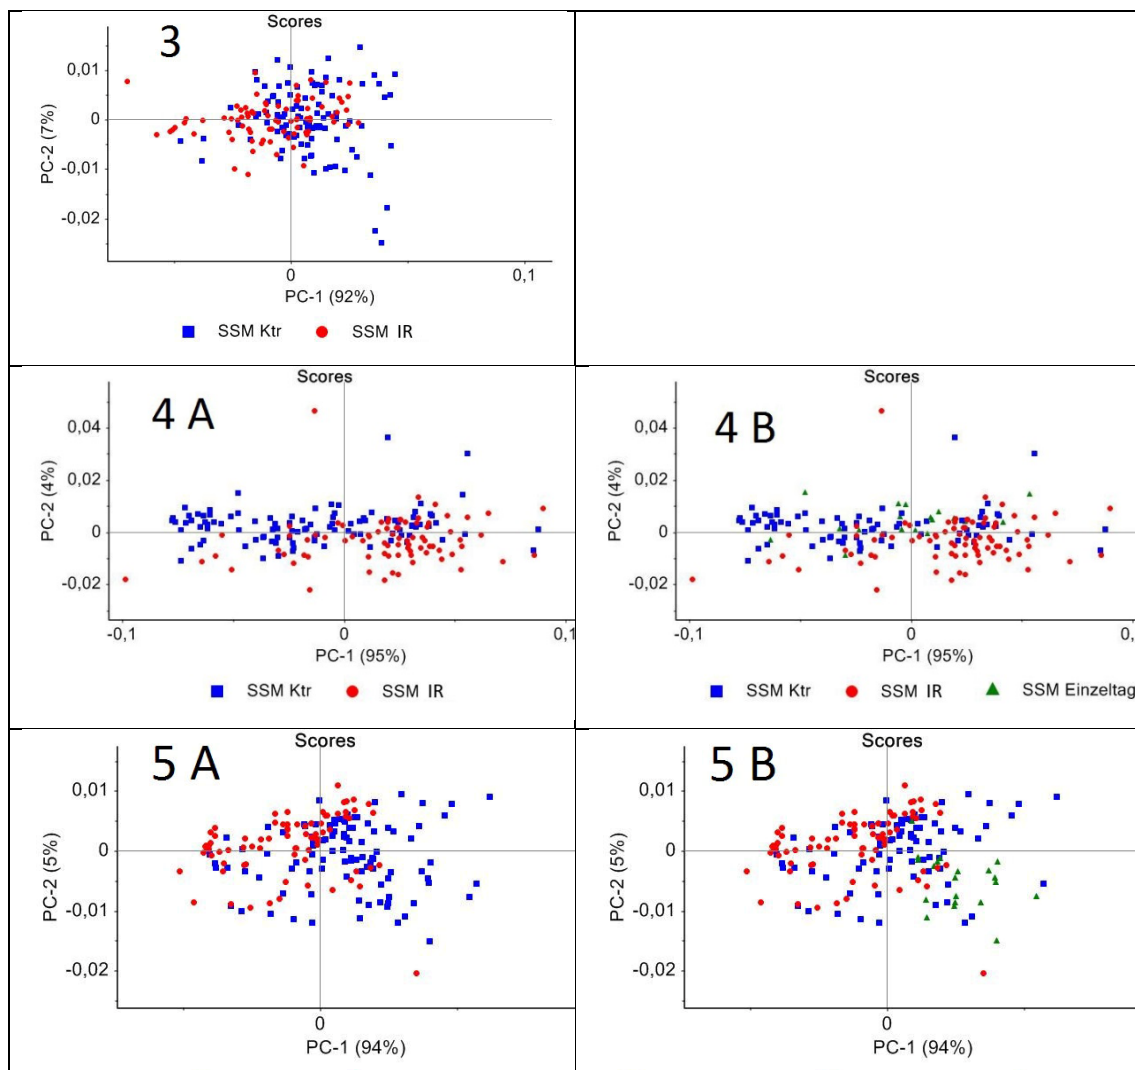 Scores
3
0,01
0
-0,01
-0,02
PC-2 (7%)
0
0,1
PC-1 (92%)
SSM Ktr
SSM IR
Scores
4 A
0,04
0,02
0
-0,02
PC-2 (4%)
-0,1
0
0,1
PC-1 (95%)
SSM Ktr
SSM IR
Scores
4 B
0,04
0,02
0
-0,02
PC-2 (4%)
-0,1
0
0,
PC-1 (95%)
SSM Ktr
SSM IR
SSM Einzeltag
Scores
5 A
0,01
0
-0,01
-0,02
PC-2 (5%)
0
PC-1 (94%)
Scores
5 B
0,01
0
-0,01
-0,02
PC-2 (5%)
0
PC-1 (94%)